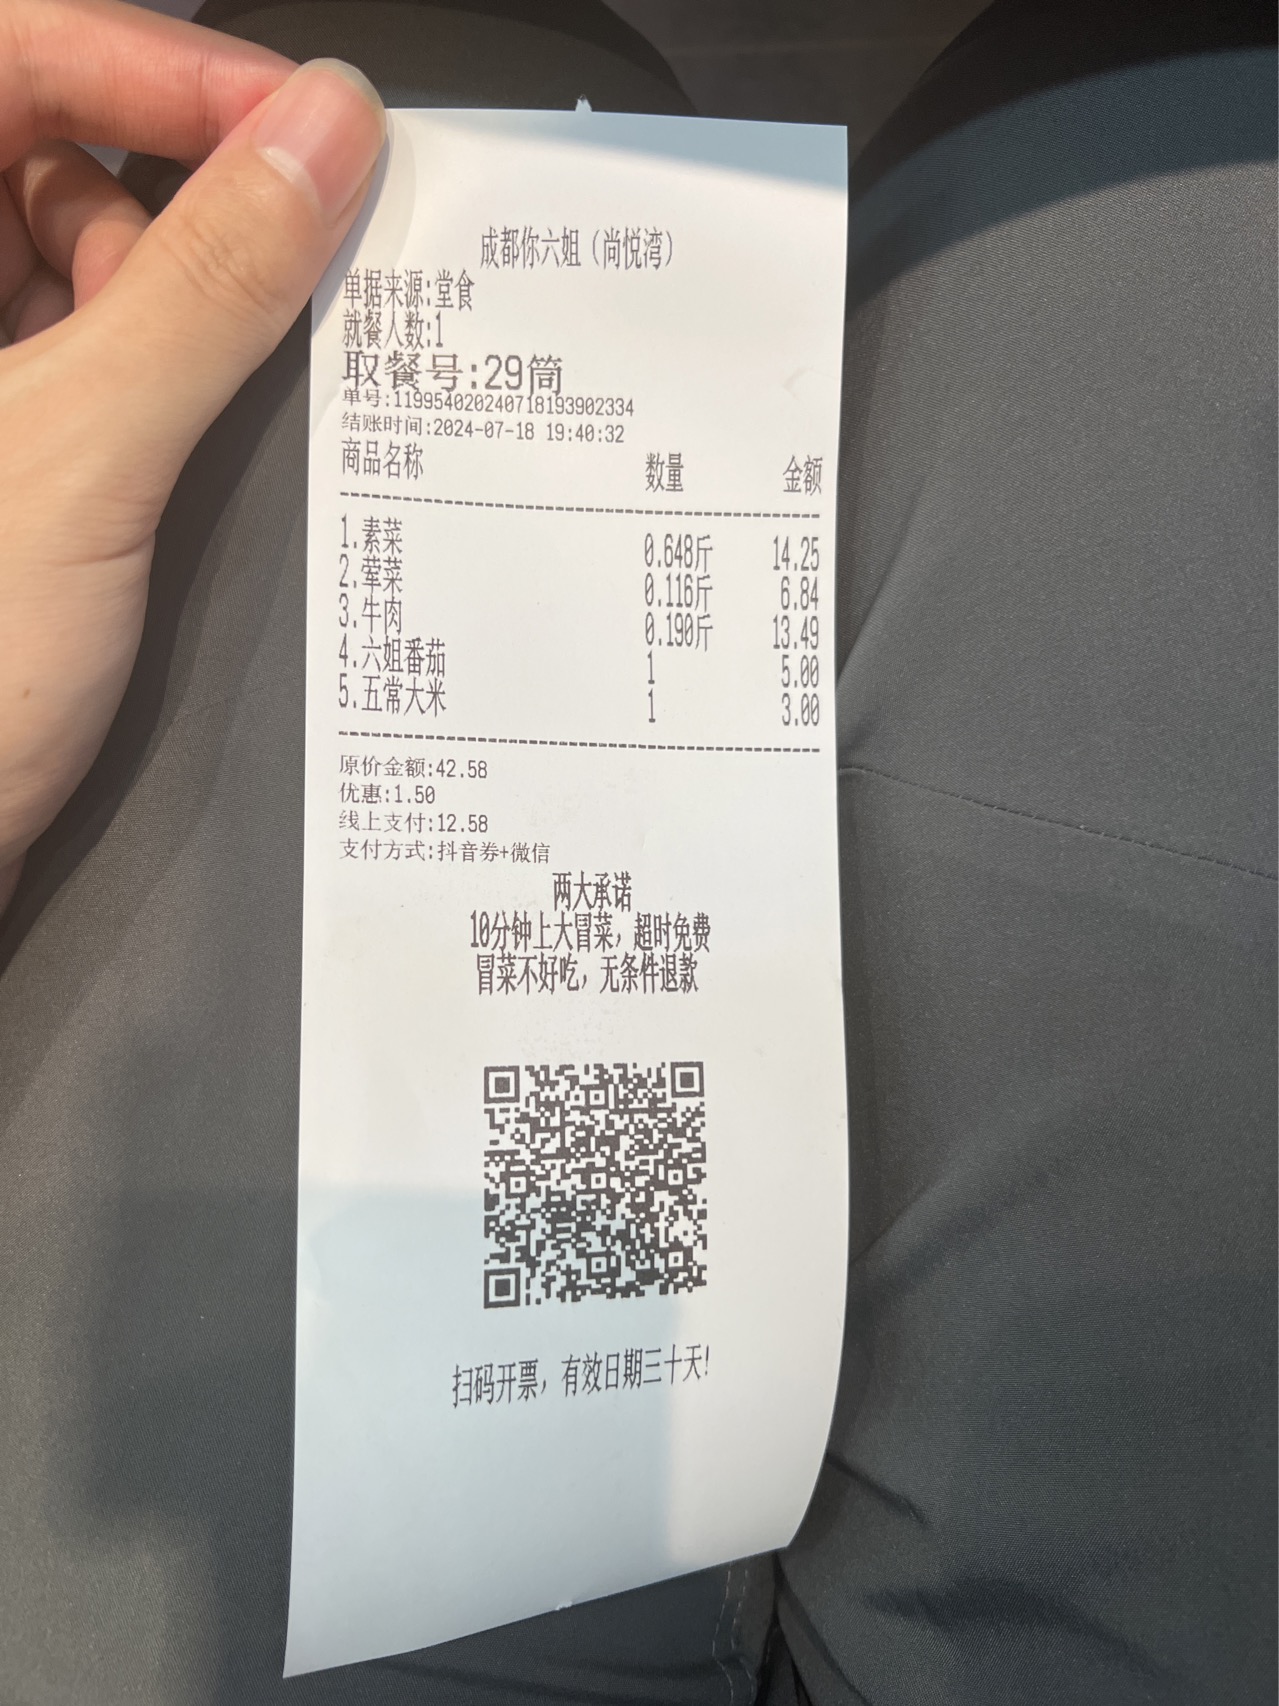 成都你六姐（尚悦湾）
单据来源:堂食
就餐人数:1
取餐号:29筒
单号:119954020240718193902334
结账时间:2024-07-18 19:40:32
商品名称 数量 金额
1.素菜 0.648斤 14.25
2.荤菜 0.116斤 6.84
3.牛肉 0.190斤 13.49
4.六姐番茄 1 5.00
5.五常大米 1 3.00
原价金额:42.58
优惠:1.50
线上支付:12.58
支付方式:抖音券+微信
两大承诺
10分钟上大冒菜，超时免费
冒菜不好吃，无条件退款
扫码开票，有效日期三十天!